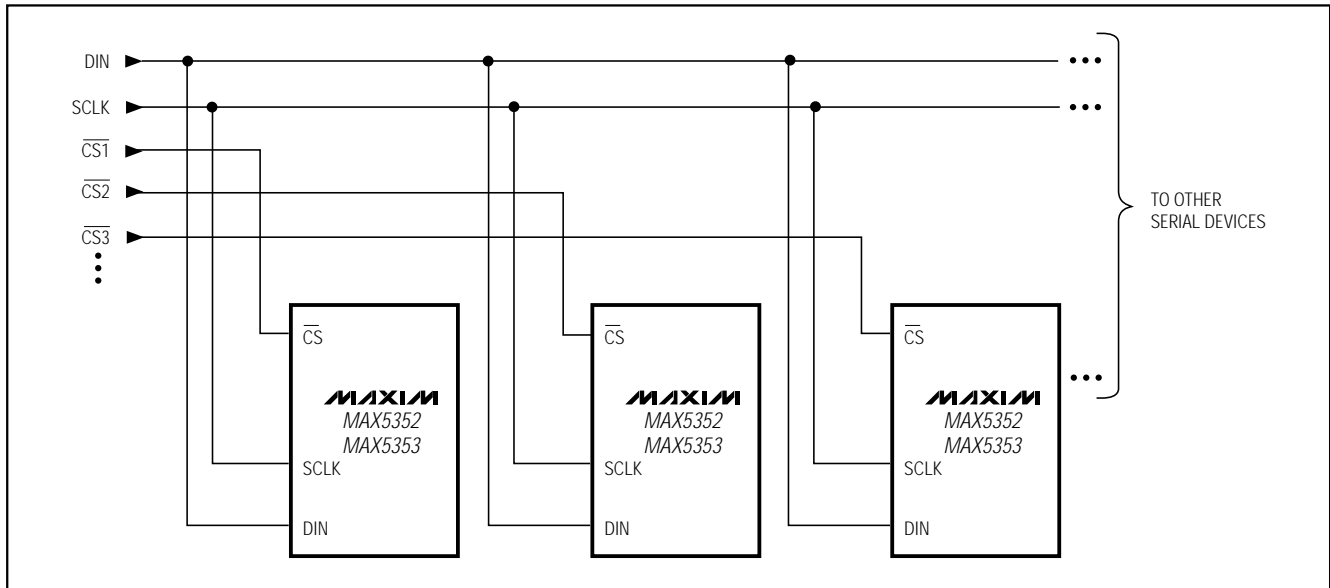 DIN
SCLK
CS1
CS2
CS3
TO OTHER
SERIAL DEVICES
CS
MAXIM
MAX5352
MAX5353
SCLK
DIN
CS
MAXIM
MAX5352
MAX5353
SCLK
DIN
CS
MAXIM
MAX5352
MAX5353
SCLK
DIN